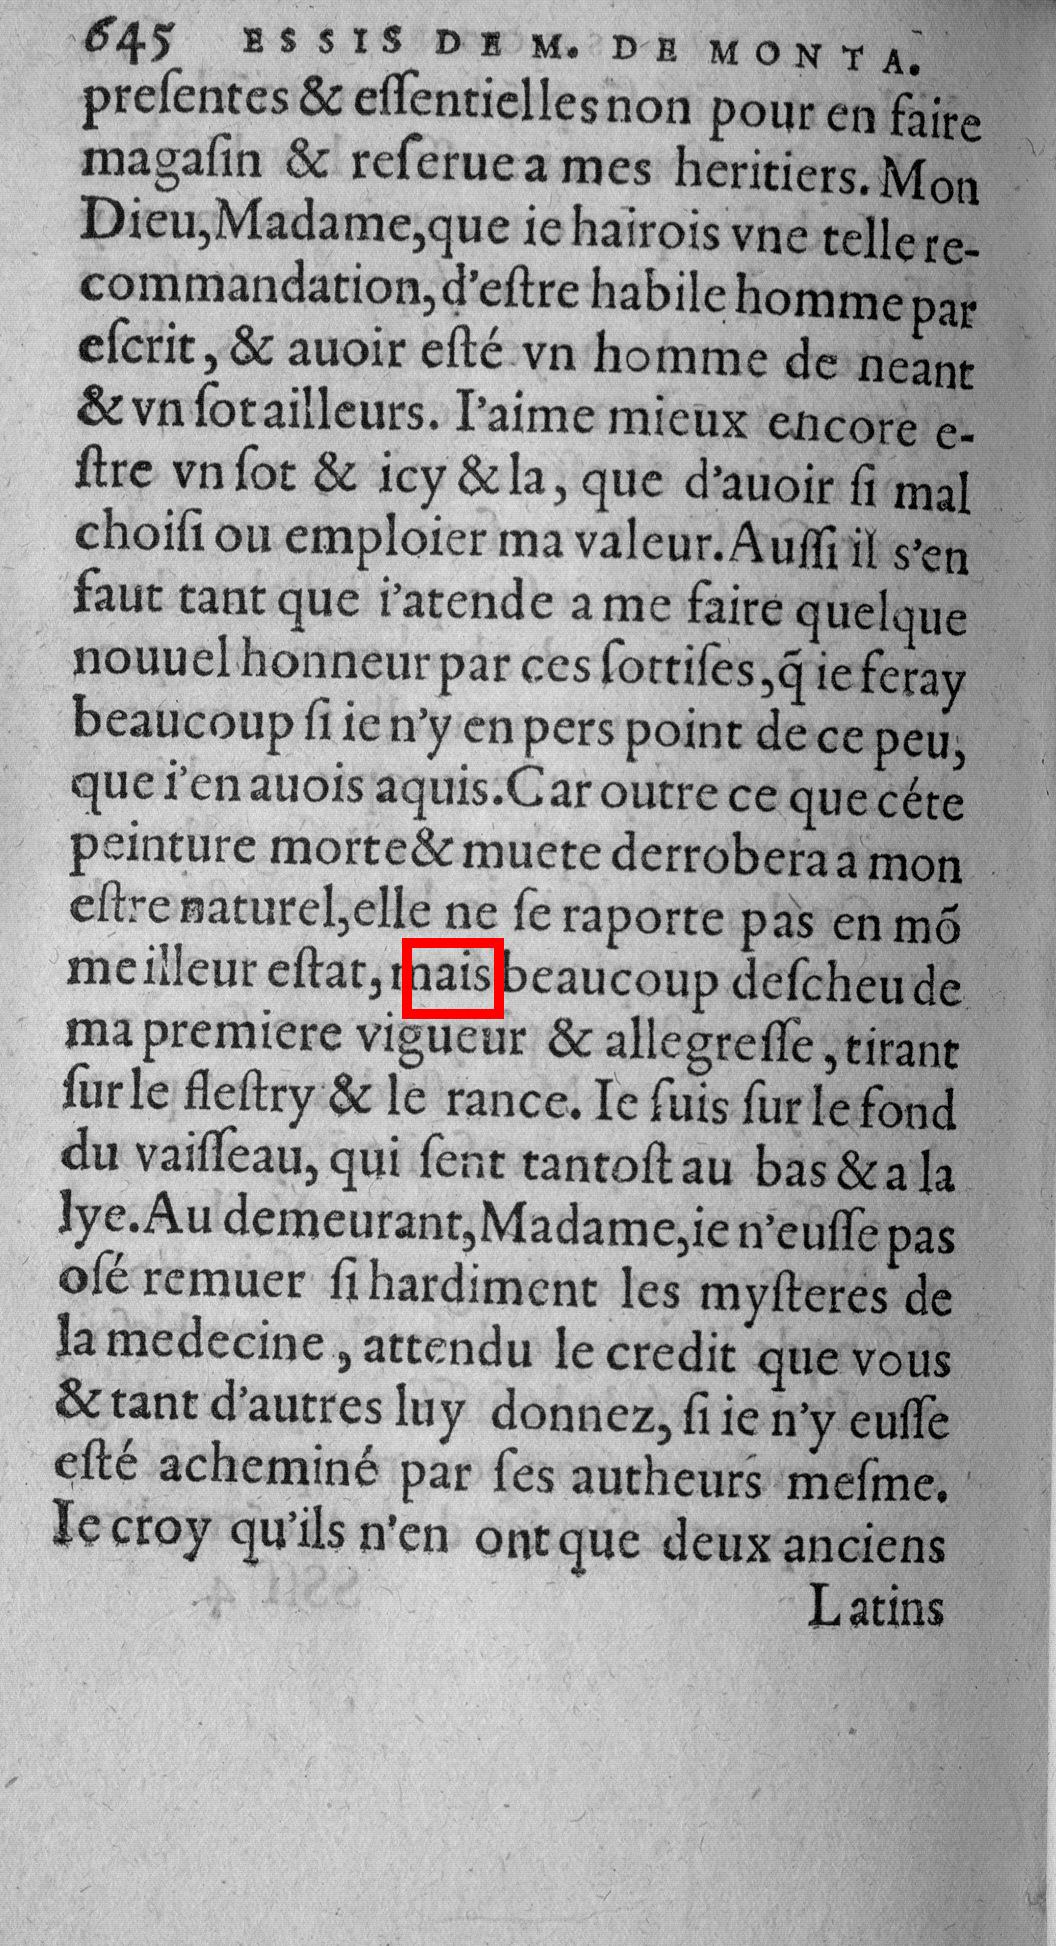 645 ESSIS DE M. DE MONTA.
preſentes & eſſentielles non pour en faire
magaſin & reſerue a mes heritiers. Mon
Dieu, Madame, que ie hairois vne telle re-
commandation, d'eſtre habile homme par
eſcrit, & auoir eſté vn homme de neant
& vn ſot ailleurs. I'aime mieux encore e-
ſtre vn ſot & icy & la, que d'auoir ſi mal
choiſi ou emploier ma valeur. Auſſi il s'en
faut tant que i'atende a me faire quelque
nouuel honneur par ces ſottiſes, q̃ ie feray
beaucoup ſi ie n'y en pers point de ce peu,
que i'en auois aquis. Car outre ce que céte
peinture morte & muete derrobera a mon
eſtre naturel, elle ne ſe raporte pas en mõ
meilleur eſtat, mais beaucoup deſcheu de
ma premiere vigueur & allegreſſe, tirant
ſur le fleſtry & le rance. Ie ſuis ſur le fond
du vaiſſeau, qui ſent tantoſt au bas & a la
lye. Au demeurant, Madame, ie n'euſſe pas
oſé remuer ſi hardiment les myſteres de
la medecine, attendu le credit que vous
& tant d'autres luy donnez, ſi ie n'y euſſe
eſté acheminé par ſes autheurs meſme.
Ie croy qu'ils n'en ont que deux anciens
Latins